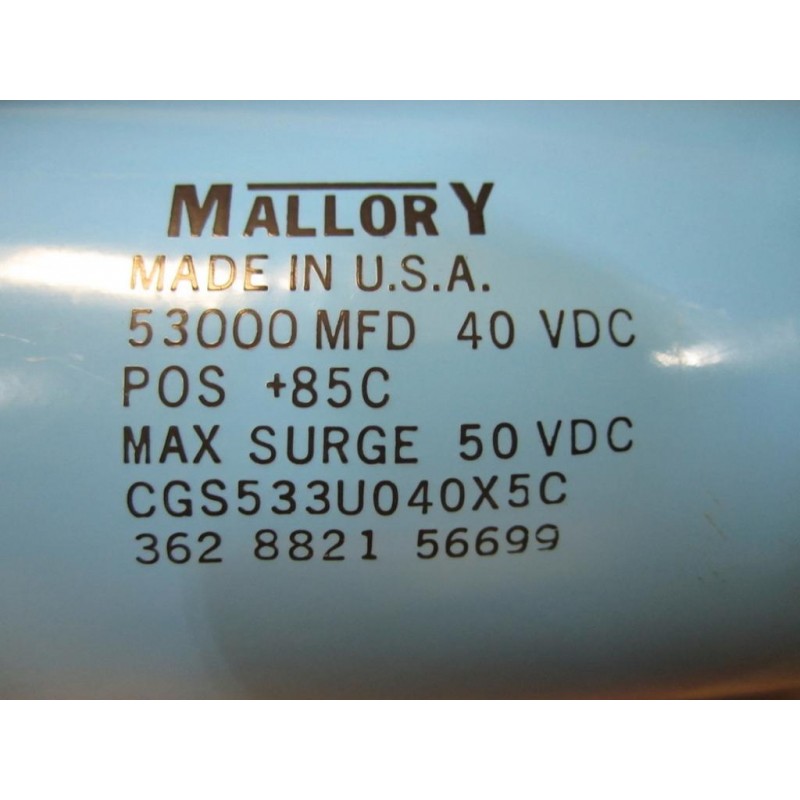 MALLORY
MADE IN U.S.A.
53000 MFD 40 VDC
POS +85C
MAX SURGE 50 VDC
CGS533U040X5C
362 8821 56699